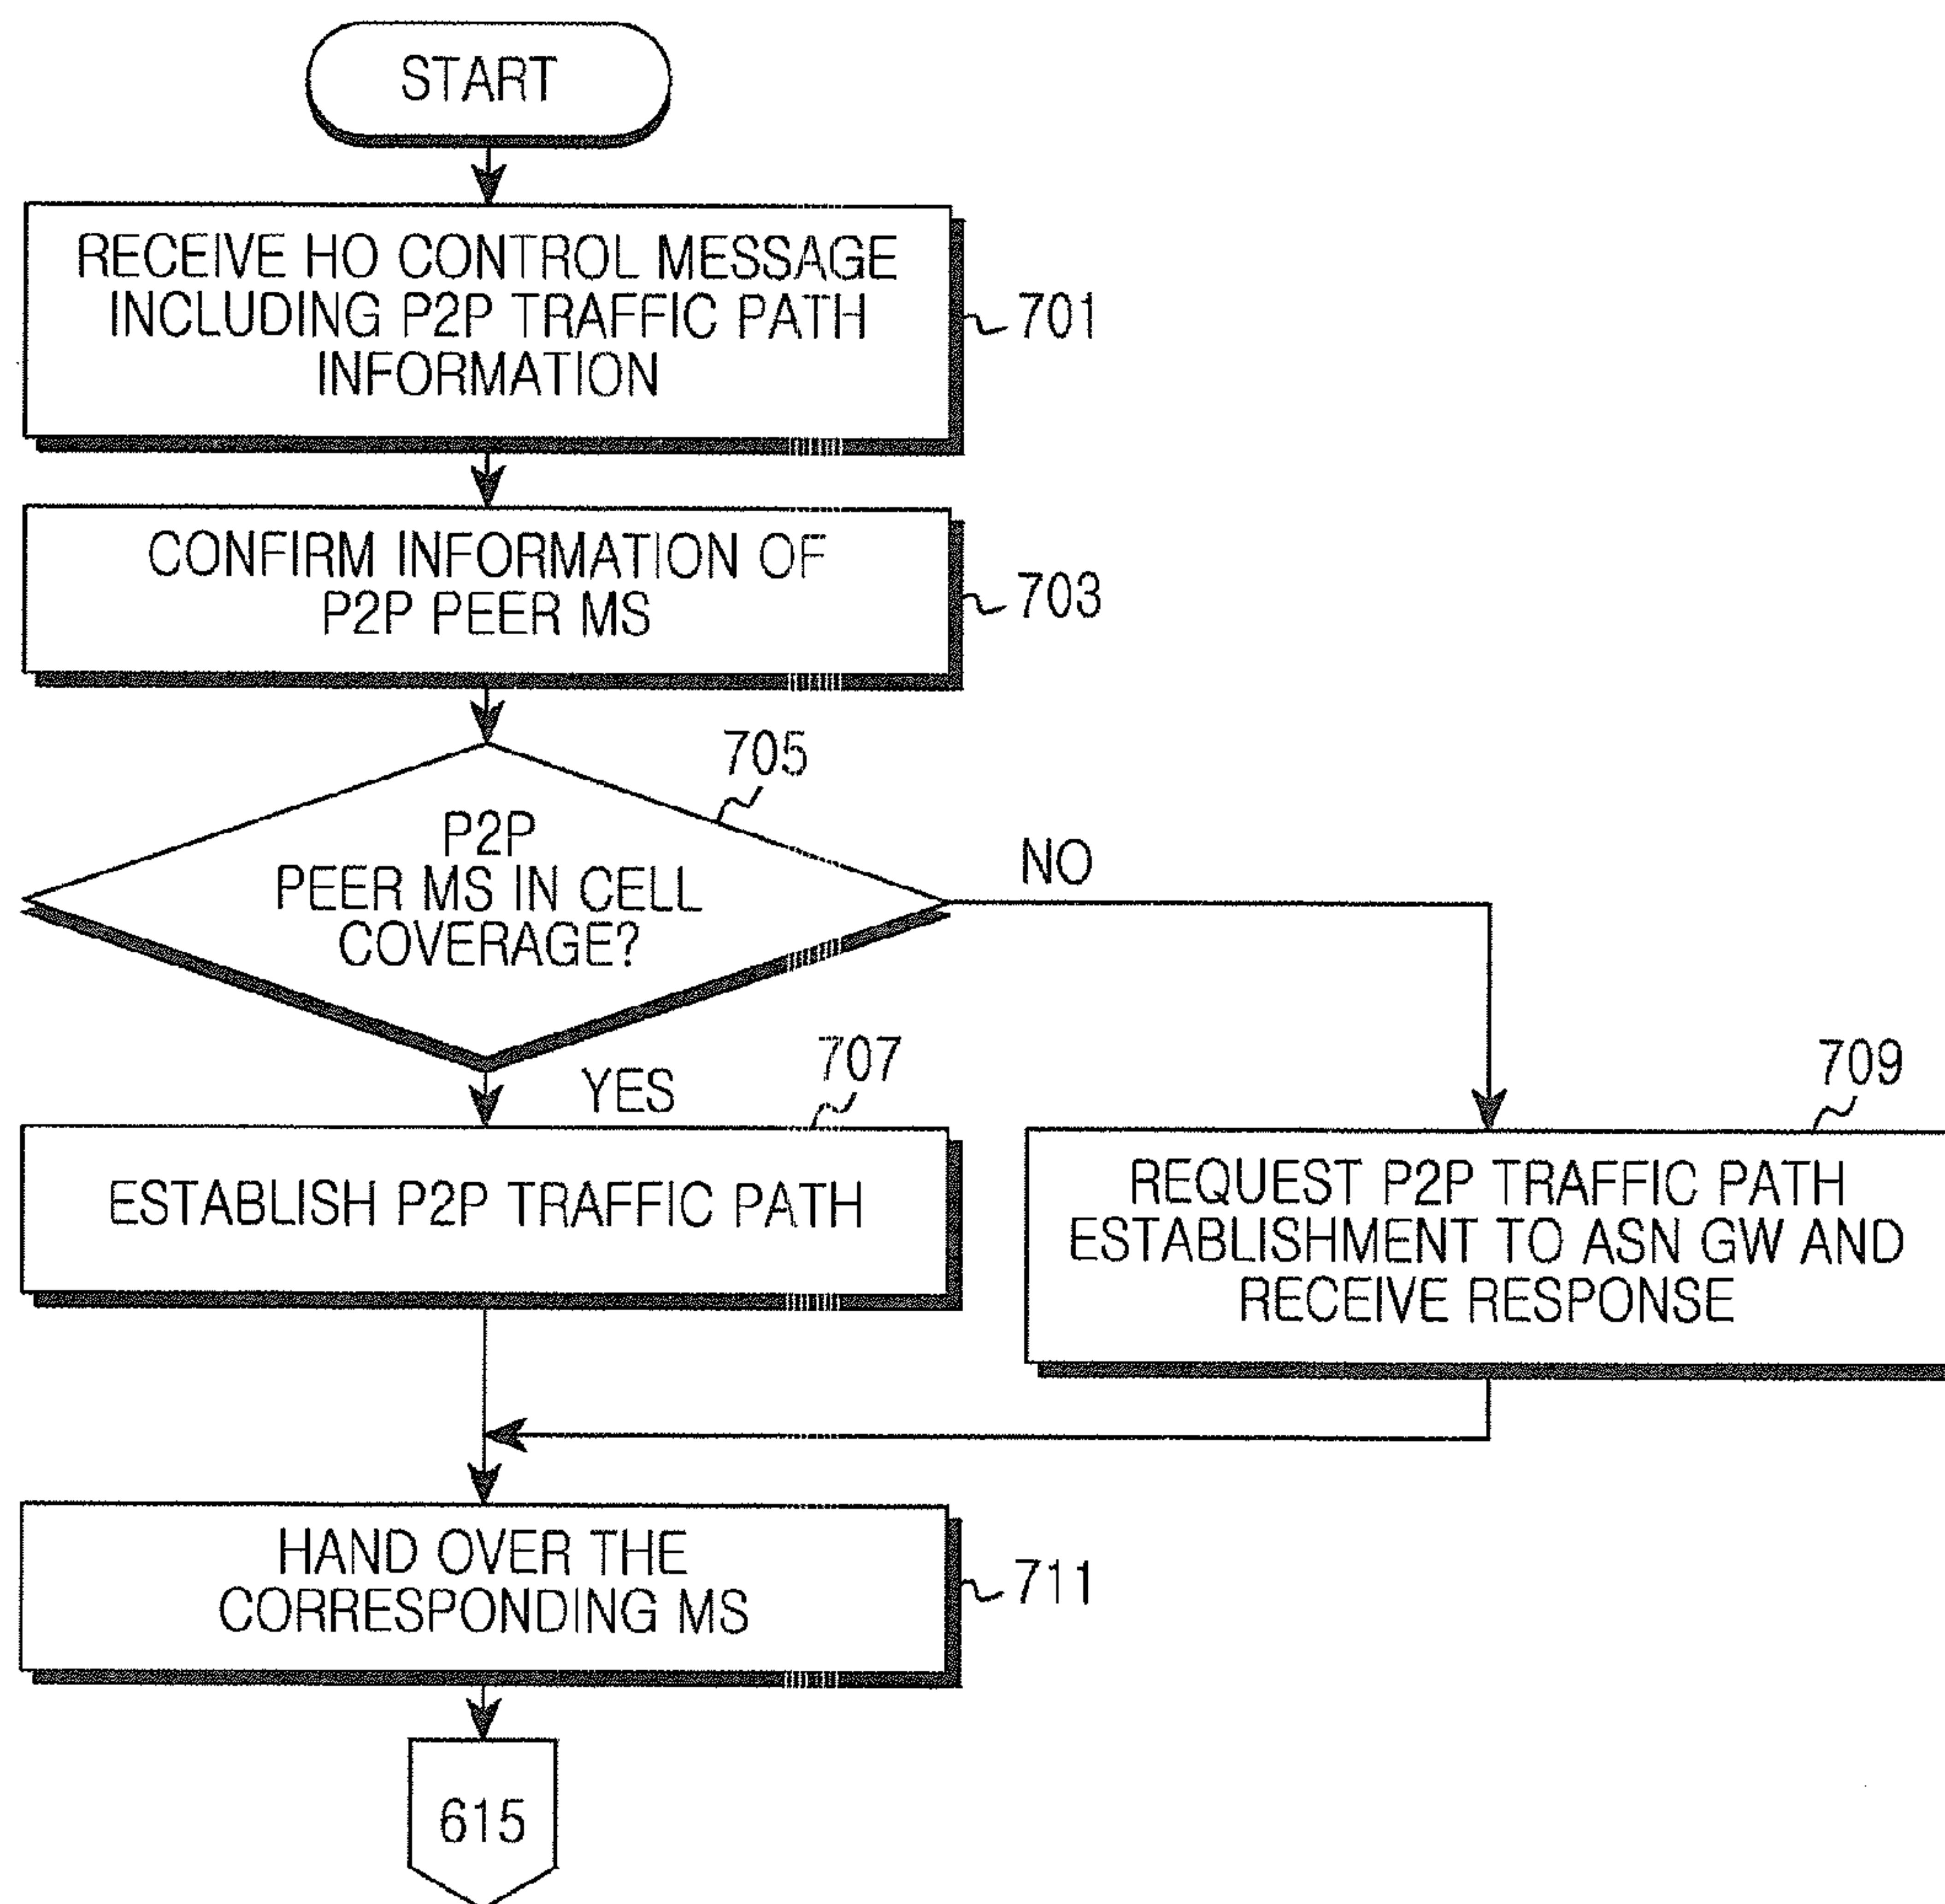 START
RECEIVE HO CONTROL MESSAGE
INCLUDING P2P TRAFFIC PATH
INFORMATION
701
CONFIRM INFORMATION OF
P2P PEER MS
703
705
P2P
PEER MS IN CELL
COVERAGE?
NO
YES
707
ESTABLISH P2P TRAFFIC PATH
709
REQUEST P2P TRAFFIC PATH
ESTABLISHMENT TO ASN GW AND
RECEIVE RESPONSE
HAND OVER THE
CORRESPONDING MS
711
615